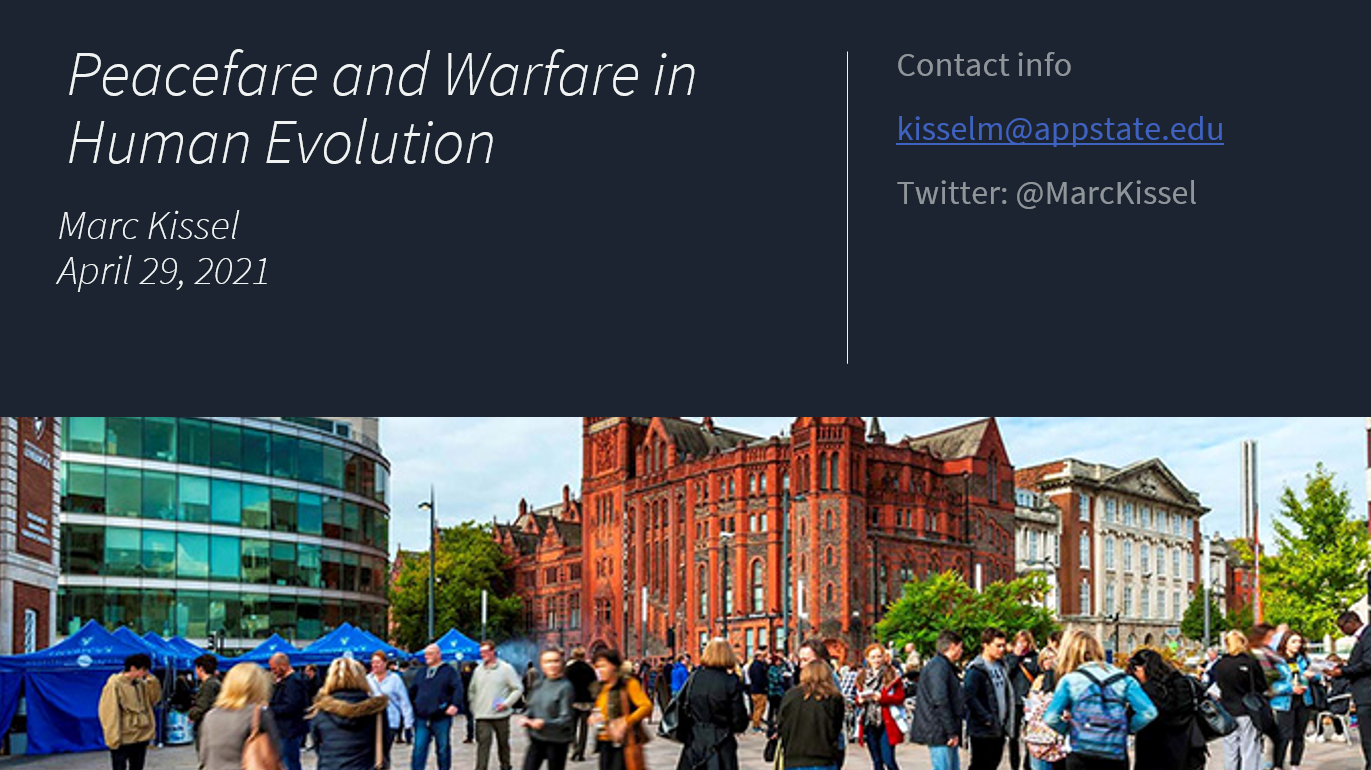 Peacefare and Warfare in
Human Evolution
Marc Kissel
April 29, 2021
Contact info
kisselm@appstate.edu
Twitter: @MarcKissel